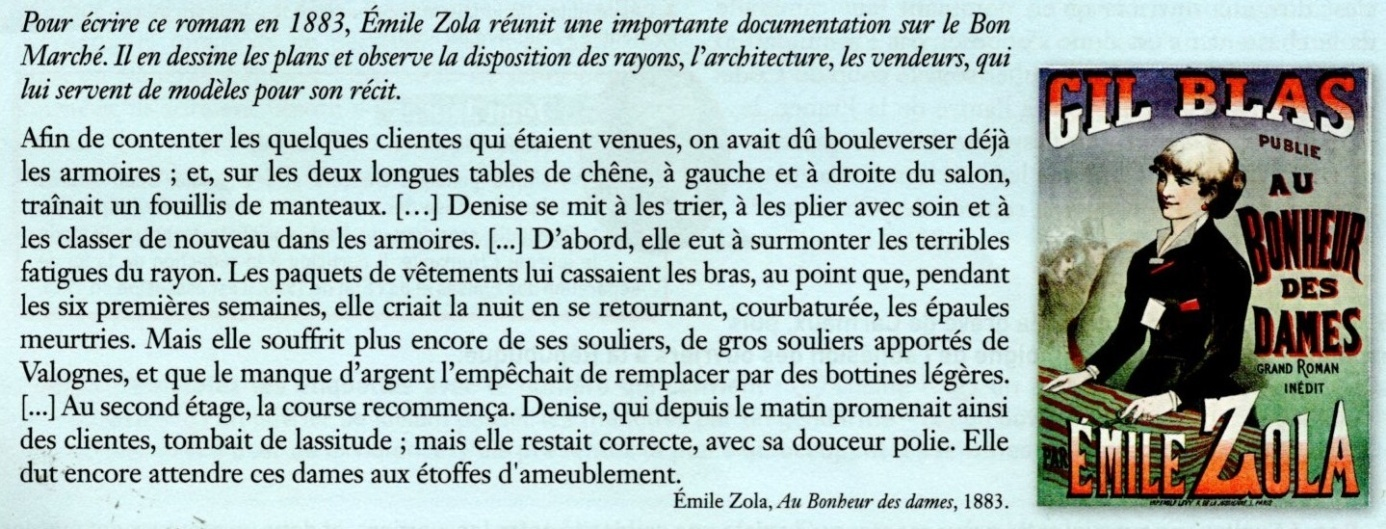 Pour écrire ce roman en 1883, Émile Zola réunit une importante documentation sur le Bon
Marché. Il en dessine les plans et observe la disposition des rayons, l'architecture, les vendeurs, qui
lui servent de modèles pour son récit.
Afin de contenter les quelques clientes qui étaient venues, on avait dû bouleverser déjà
les armoires ; et, sur les deux longues tables de chêne, à gauche et à droite du salon,
traînait un fouillis de manteaux. […] Denise se mit à les trier, à les plier avec soin et à
les classer de nouveau dans les armoires. [...] D'abord, elle eut à surmonter les terribles
fatigues du rayon. Les paquets de vêtements lui cassaient les bras, au point que, pendant
les six premières semaines, elle criait la nuit en se retournant, courbaturée, les épaules
meurtries. Mais elle souffrit plus encore de ses souliers, de gros souliers apportés de
Valognes, et que le manque d'argent l'empêchait de remplacer par des bottines légères.
[...] Au second étage, la course recommença. Denise, qui depuis le matin promenait ainsi
des clientes, tombait de lassitude ; mais elle restait correcte, avec sa douceur polie. Elle
dut encore attendre ces dames aux étoffes d'ameublement.
Émile Zola, Au Bonheur des dames, 1883.
GIL BLAS
PUBLIE
AU
BONHEUR
DES
DAMES
GRAND ROMAN
INÉDIT
PAR ÉMILE ZOLA